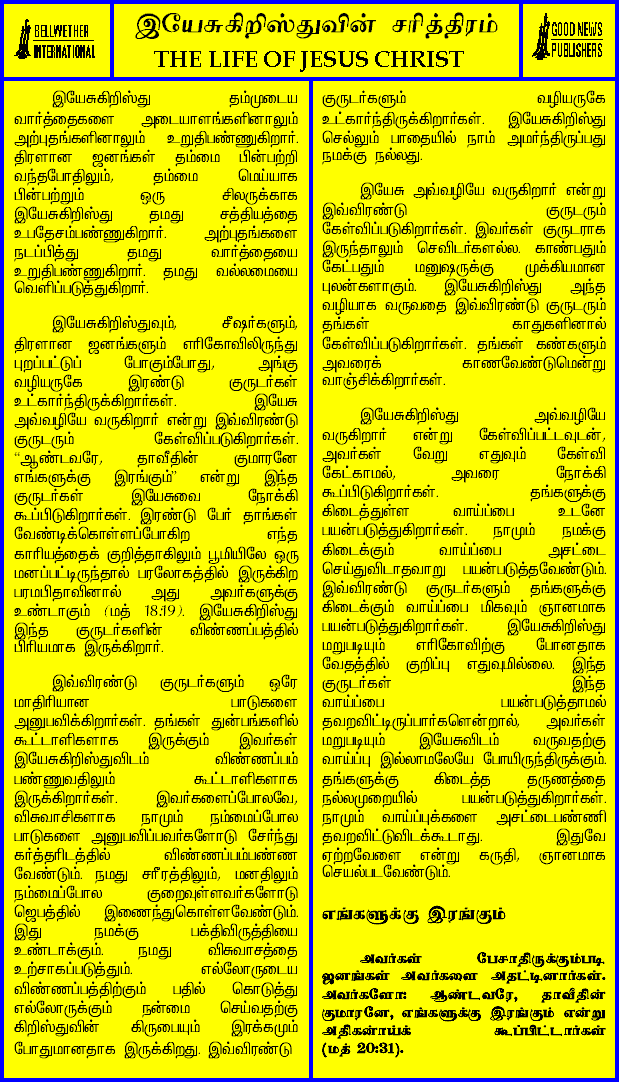 BELLWETHER
INTERNATIONAL
இயேசுகிறிஸ்துவின் சரித்திரம்
THE LIFE OF JESUS CHRIST
GOOD NEWS
PUBLISHERS
இயேசுகிறிஸ்து தம்முடைய
வார்த்தைகளை அடையாளங்களினாலும்
அற்புதங்களினாலும் உறுதிபண்ணுகிறார்.
திரளான ஜனங்கள் தம்மை பின்பற்றி
வந்தபோதிலும், தம்மை மெய்யாக
பின்பற்றும் ஒரு சிலருக்காக
இயேசுகிறிஸ்து தமது சத்தியத்தை
உபதேசம்பண்ணுகிறார். அற்புதங்களை
நடப்பித்து தமது வார்த்தையை
உறுதிபண்ணுகிறார். தமது வல்லமையை
வெளிப்படுத்துகிறார்.
இயேசுகிறிஸ்துவும், சீஷர்களும்,
திரளான ஜனங்களும் எரிகோவிலிருந்து
புறப்பட்டுப் போகும்போது, அங்கு
வழியருகே இரண்டு குருடர்கள்
உட்கார்ந்திருக்கிறார்கள். இயேசு
அவ்வழியே வருகிறார் என்று இவ்விரண்டு
குருடரும் கேள்விப்படுகிறார்கள்.
“ஆண்டவரே, தாவீதின் குமாரனே
எங்களுக்கு இரங்கும்” என்று இந்த
குருடர்கள் இயேசுவை நோக்கி
கூப்பிடுகிறார்கள். இரண்டு பேர் தாங்கள்
வேண்டிக்கொள்ளப்போகிற எந்த
காரியத்தைக் குறித்தாகிலும் பூமியிலே ஒரு
மனப்பட்டிருந்தால் பரலோகத்தில் இருக்கிற
பரமபிதாவினால் அது அவர்களுக்கு
உண்டாகும் (மத் 18:19). இயேசுகிறிஸ்து
இந்த குருடர்களின் விண்ணப்பத்தில்
பிரியமாக இருக்கிறார்.
இவ்விரண்டு குருடர்களும் ஒரே
மாதிரியான பாடுகளை
அனுபவிக்கிறார்கள். தங்கள் துன்பங்களில்
கூட்டாளிகளாக இருக்கும் இவர்கள்
இயேசுகிறிஸ்துவிடம் விண்ணப்பம்
பண்ணுவதிலும் கூட்டாளிகளாக
இருக்கிறார்கள். இவர்களைப்போலவே,
விசுவாசிகளாக நாமும் நம்மைப்போல
பாடுகளை அனுபவிப்பவர்களோடு சேர்ந்து
கர்த்தரிடத்தில் விண்ணப்பம்பண்ண
வேண்டும். நமது சரீரத்திலும், மனதிலும்
நம்மைப்போல குறைவுள்ளவர்களோடு
ஜெபத்தில் இணைந்துகொள்ளவேண்டும்.
இது நமக்கு பக்திவிருத்தியை
உண்டாக்கும். நமது விசுவாசத்தை
உற்சாகப்படுத்தும். எல்லோருடைய
விண்ணப்பத்திற்கும் பதில் கொடுத்து
எல்லோருக்கும் நன்மை செய்வதற்கு
கிறிஸ்துவின் கிருபையும் இரக்கமும்
போதுமானதாக இருக்கிறது. இவ்விரண்டு
குருடர்களும் வழியருகே
உட்கார்ந்திருக்கிறார்கள். இயேசுகிறிஸ்து
செல்லும் பாதையில் நாம் அமர்ந்திருப்பது
நமக்கு நல்லது.
இயேசு அவ்வழியே வருகிறார் என்று
இவ்விரண்டு குருடரும்
கேள்விப்படுகிறார்கள். இவர்கள் குருடராக
இருந்தாலும் செவிடர்களல்ல. காண்பதும்
கேட்பதும் மனுஷருக்கு முக்கியமான
புலன்களாகும். இயேசுகிறிஸ்து அந்த
வழியாக வருவதை இவ்விரண்டு குருடரும்
தங்கள் காதுகளினால்
கேள்விப்படுகிறார்கள். தங்கள் கண்களும்
அவரைக் காணவேண்டுமென்று
வாஞ்சிக்கிறார்கள்.
இயேசுகிறிஸ்து அவ்வழியே
வருகிறார் என்று கேள்விப்பட்டவுடன்,
அவர்கள் வேறு எதுவும் கேள்வி
கேட்காமல், அவரை நோக்கி
கூப்பிடுகிறார்கள். தங்களுக்கு
கிடைத்துள்ள வாய்ப்பை உடனே
பயன்படுத்துகிறார்கள். நாமும் நமக்கு
கிடைக்கும் வாய்ப்பை அசட்டை
செய்துவிடாதவாறு பயன்படுத்தவேண்டும்.
இவ்விரண்டு குருடர்களும் தங்களுக்கு
கிடைக்கும் வாய்ப்பை மிகவும் ஞானமாக
பயன்படுத்துகிறார்கள். இயேசுகிறிஸ்து
மறுபடியும் எரிகோவிற்கு போனதாக
வேதத்தில் குறிப்பு எதுவுமில்லை. இந்த
குருடர்கள் இந்த
வாய்ப்பை பயன்படுத்தாமல்
தவறவிட்டிருப்பார்களென்றால், அவர்கள்
மறுபடியும் இயேசுவிடம் வருவதற்கு
வாய்ப்பு இல்லாமலேயே போயிருந்திருக்கும்.
தங்களுக்கு கிடைத்த தருணத்தை
நல்லமுறையில் பயன்படுத்துகிறார்கள்.
நாமும் வாய்ப்புக்களை அசட்டைபண்ணி
தவறவிட்டுவிடக்கூடாது. இதுவே
ஏற்றவேளை என்று கருதி, ஞானமாக
செயல்படவேண்டும்.
எங்களுக்கு இரங்கும்
அவர்கள் பேசாதிருக்கும்படி
ஜனங்கள் அவர்களை அதட்டினார்கள்.
அவர்களோ: ஆண்டவரே, தாவீதின்
குமாரனே, எங்களுக்கு இரங்கும் என்று
அதிகமாய்க் கூப்பிட்டார்கள்
(மத் 20:31).